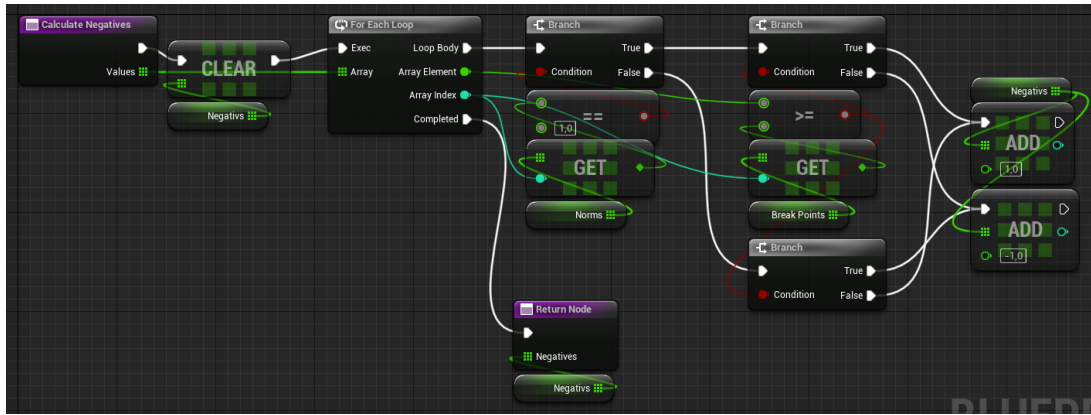 Calculate Negatives
Values
CLEAR
Negativs
For Each Loop
Exec
Loop Body
Array
Array Element
Array Index
Completed
Branch
True
Condition
False
==
1,0
GET
Norms
Branch
True
Condition
False
>=
GET
Break Points
Branch
True
Condition
False
Negativs
ADD
1,0
ADD
-1,0
Return Node
Negatives
Negativs